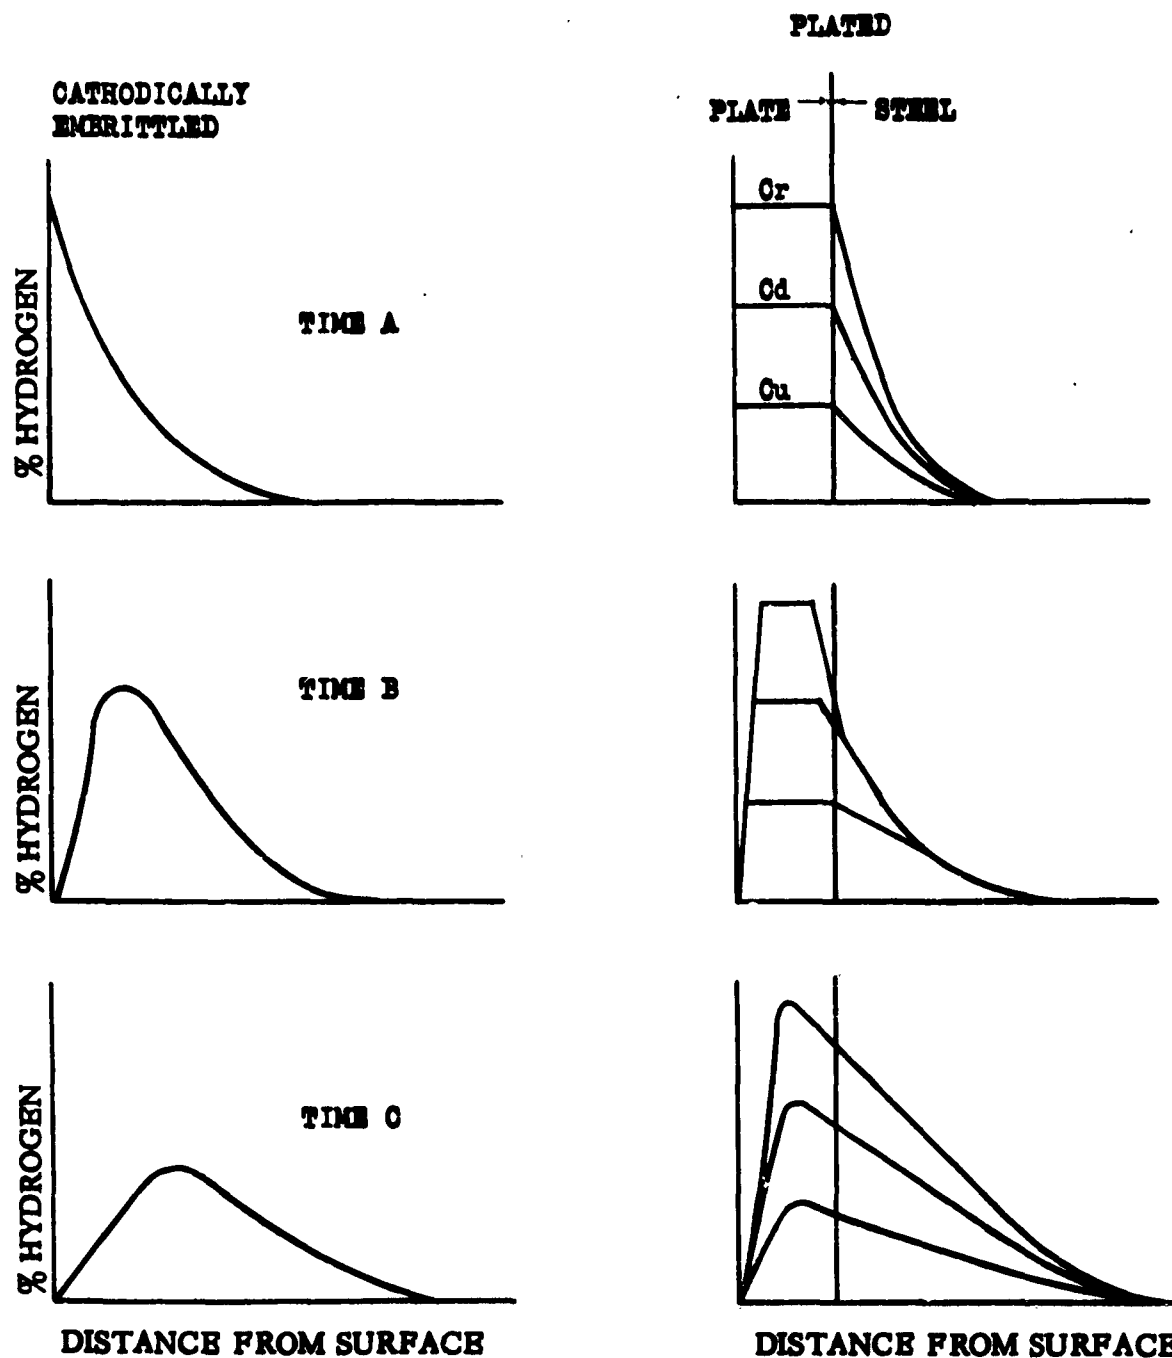 PLATED
CATHODICALLY
EMBRITTLED
PLATE STEEL
Cr
Cd
Cu
% HYDROGEN
TIME A
% HYDROGEN
TIME B
% HYDROGEN
TIME C
DISTANCE FROM SURFACE
DISTANCE FROM SURFACE